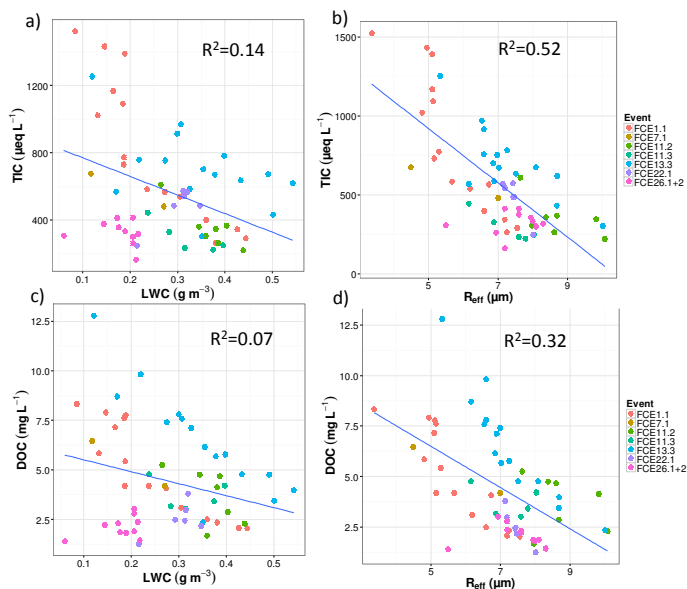 a)
R²=0.14
TIC (μeq L⁻¹)
1400
1000
600
400
0.1 0.2 0.3 0.4 0.5
LWC (g m⁻³)
b)
R²=0.52
TIC (μeq L⁻¹)
1500
1000
500
0
5 7 9
R_eff (μm)
Event
FCE1.1
FCE7.1
FCE11.2
FCE11.3
FCE13.3
FCE22.1
FCE26.1+2
c)
R²=0.07
DOC (mg L⁻¹)
12.5
10.0
7.5
5.0
2.5
0.1 0.2 0.3 0.4 0.5
LWC (g m⁻³)
d)
R²=0.32
DOC (mg L⁻¹)
12.5
10.0
7.5
5.0
2.5
0.0
5 7 9
R_eff (μm)
Event
FCE1.1
FCE7.1
FCE11.2
FCE11.3
FCE13.3
FCE22.1
FCE26.1+2